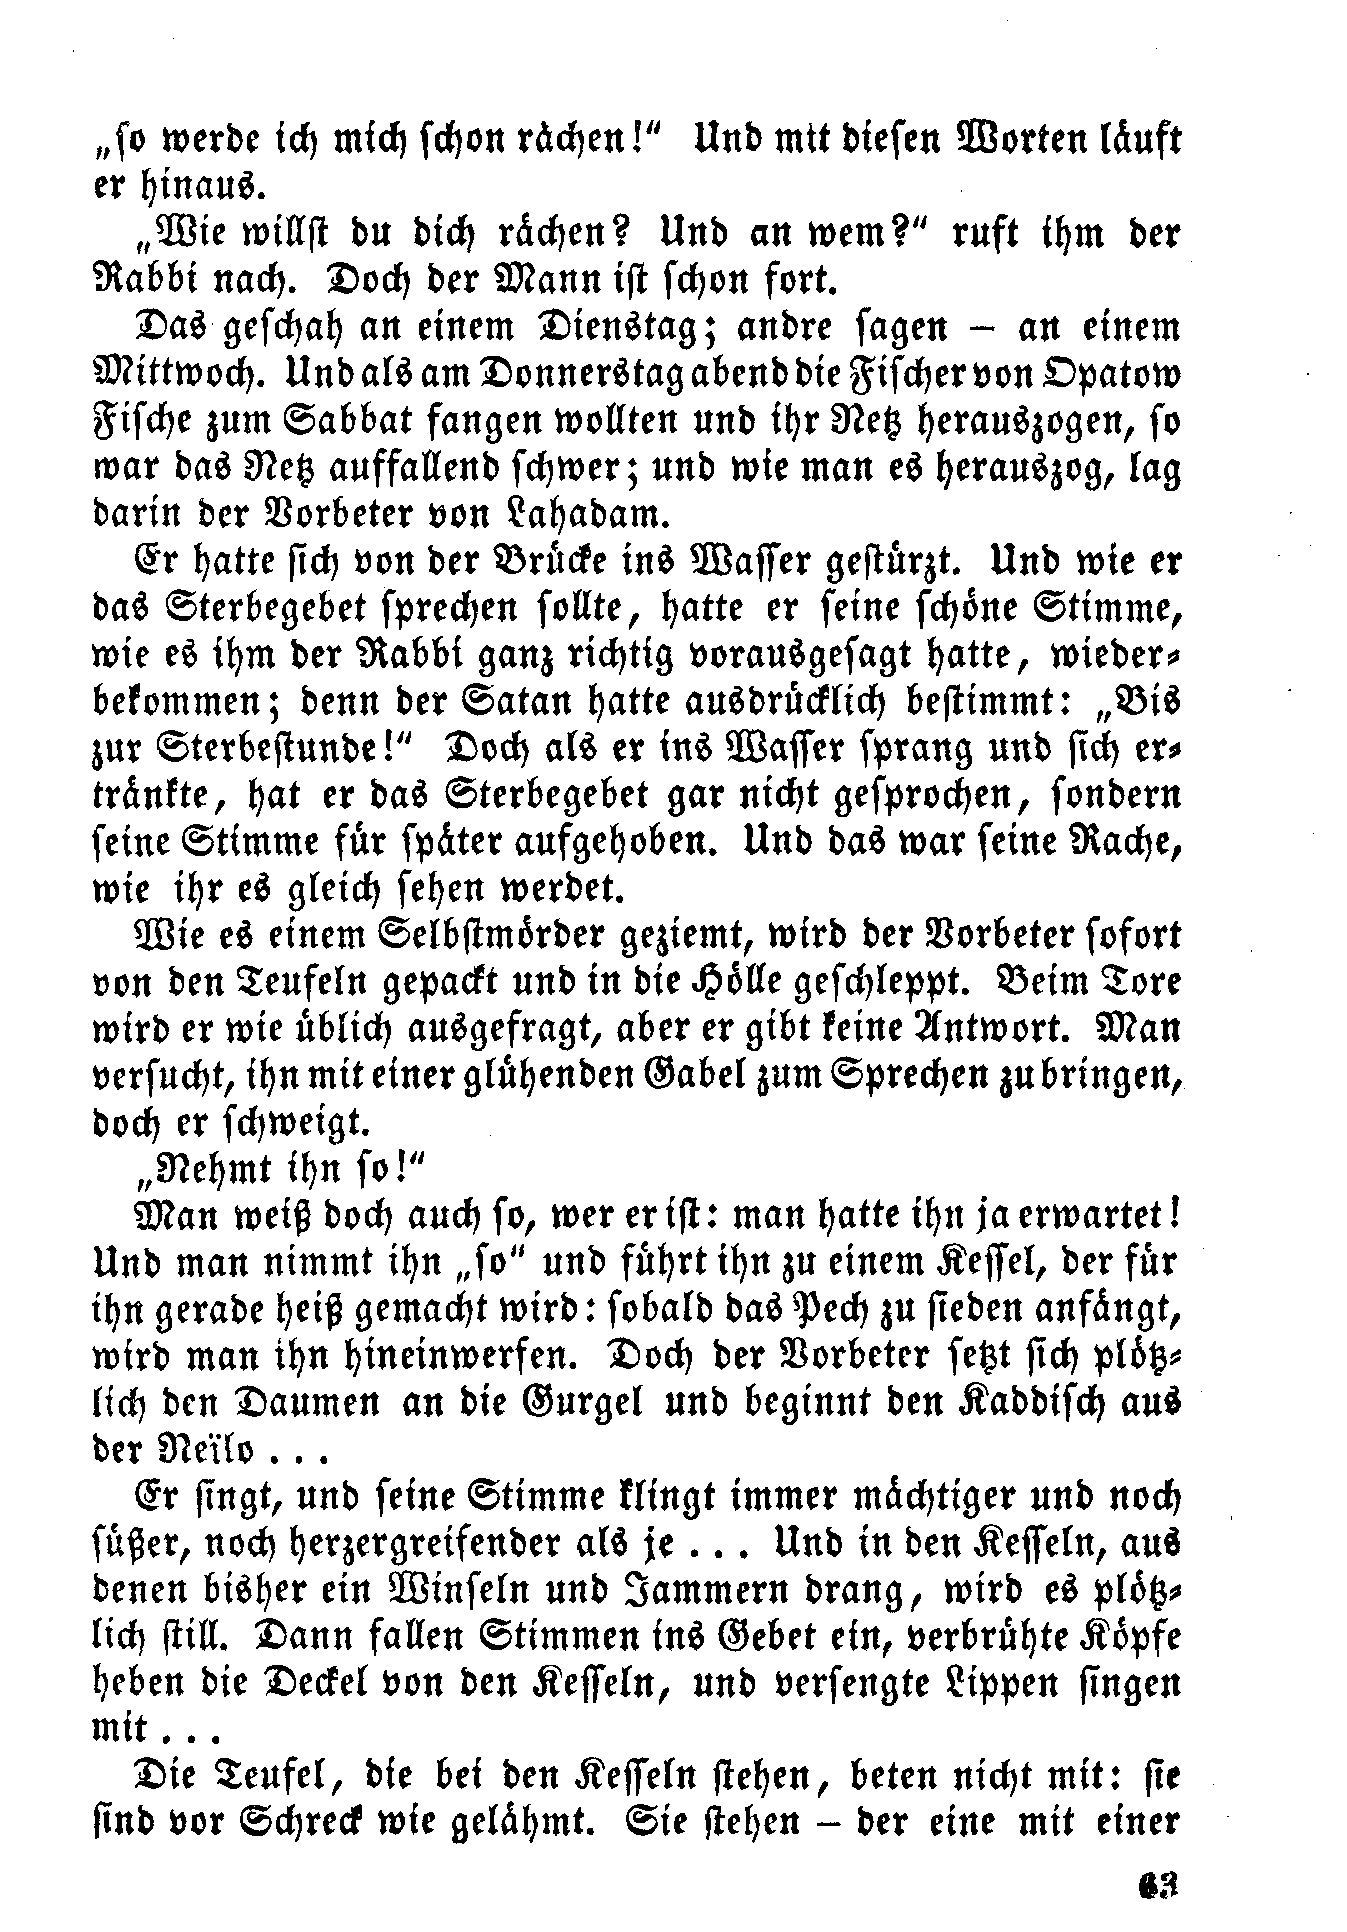 „so werde ich mich schon rächen!“ Und mit diesen Worten läuft
er hinaus.
„Wie willst du dich rächen? Und an wem?“ ruft ihm der
Rabbi nach. Doch der Mann ist schon fort.
Das geschah an einem Dienstag; andre sagen – an einem
Mittwoch. Und als am Donnerstag abend die Fischer von Opatow
Fische zum Sabbat fangen wollten und ihr Netz herauszogen, so
war das Netz auffallend schwer; und wie man es herauszog, lag
darin der Vorbeter von Lahadam.
Er hatte sich von der Brücke ins Wasser gestürzt. Und wie er
das Sterbegebet sprechen sollte, hatte er seine schöne Stimme,
wie es ihm der Rabbi ganz richtig vorausgesagt hatte, wieder-
bekommen; denn der Satan hatte ausdrücklich bestimmt: „Bis
zur Sterbestunde!“ Doch als er ins Wasser sprang und sich er-
tränkte, hat er das Sterbegebet gar nicht gesprochen, sondern
seine Stimme für später aufgehoben. Und das war seine Rache,
wie ihr es gleich sehen werdet.
Wie es einem Selbstmörder geziemt, wird der Vorbeter sofort
von den Teufeln gepackt und in die Hölle geschleppt. Beim Tore
wird er wie üblich ausgefragt, aber er gibt keine Antwort. Man
versucht, ihn mit einer glühenden Gabel zum Sprechen zu bringen,
doch er schweigt.
„Nehmt ihn so!“
Man weiß doch auch so, wer er ist: man hatte ihn ja erwartet!
Und man nimmt ihn „so“ und führt ihn zu einem Kessel, der für
ihn gerade heiß gemacht wird: sobald das Pech zu sieden anfängt,
wird man ihn hineinwerfen. Doch der Vorbeter setzt sich plötz-
lich den Daumen an die Gurgel und beginnt den Kaddisch aus
der Neïlo . . .
Er singt, und seine Stimme klingt immer mächtiger und noch
süßer, noch herzergreifender als je . . . Und in den Kesseln, aus
denen bisher ein Winseln und Jammern drang, wird es plötz-
lich still. Dann fallen Stimmen ins Gebet ein, verbrühte Köpfe
heben die Deckel von den Kesseln, und versengte Lippen singen
mit . . .
Die Teufel, die bei den Kesseln stehen, beten nicht mit: sie
sind vor Schreck wie gelähmt. Sie stehen – der eine mit einer
63